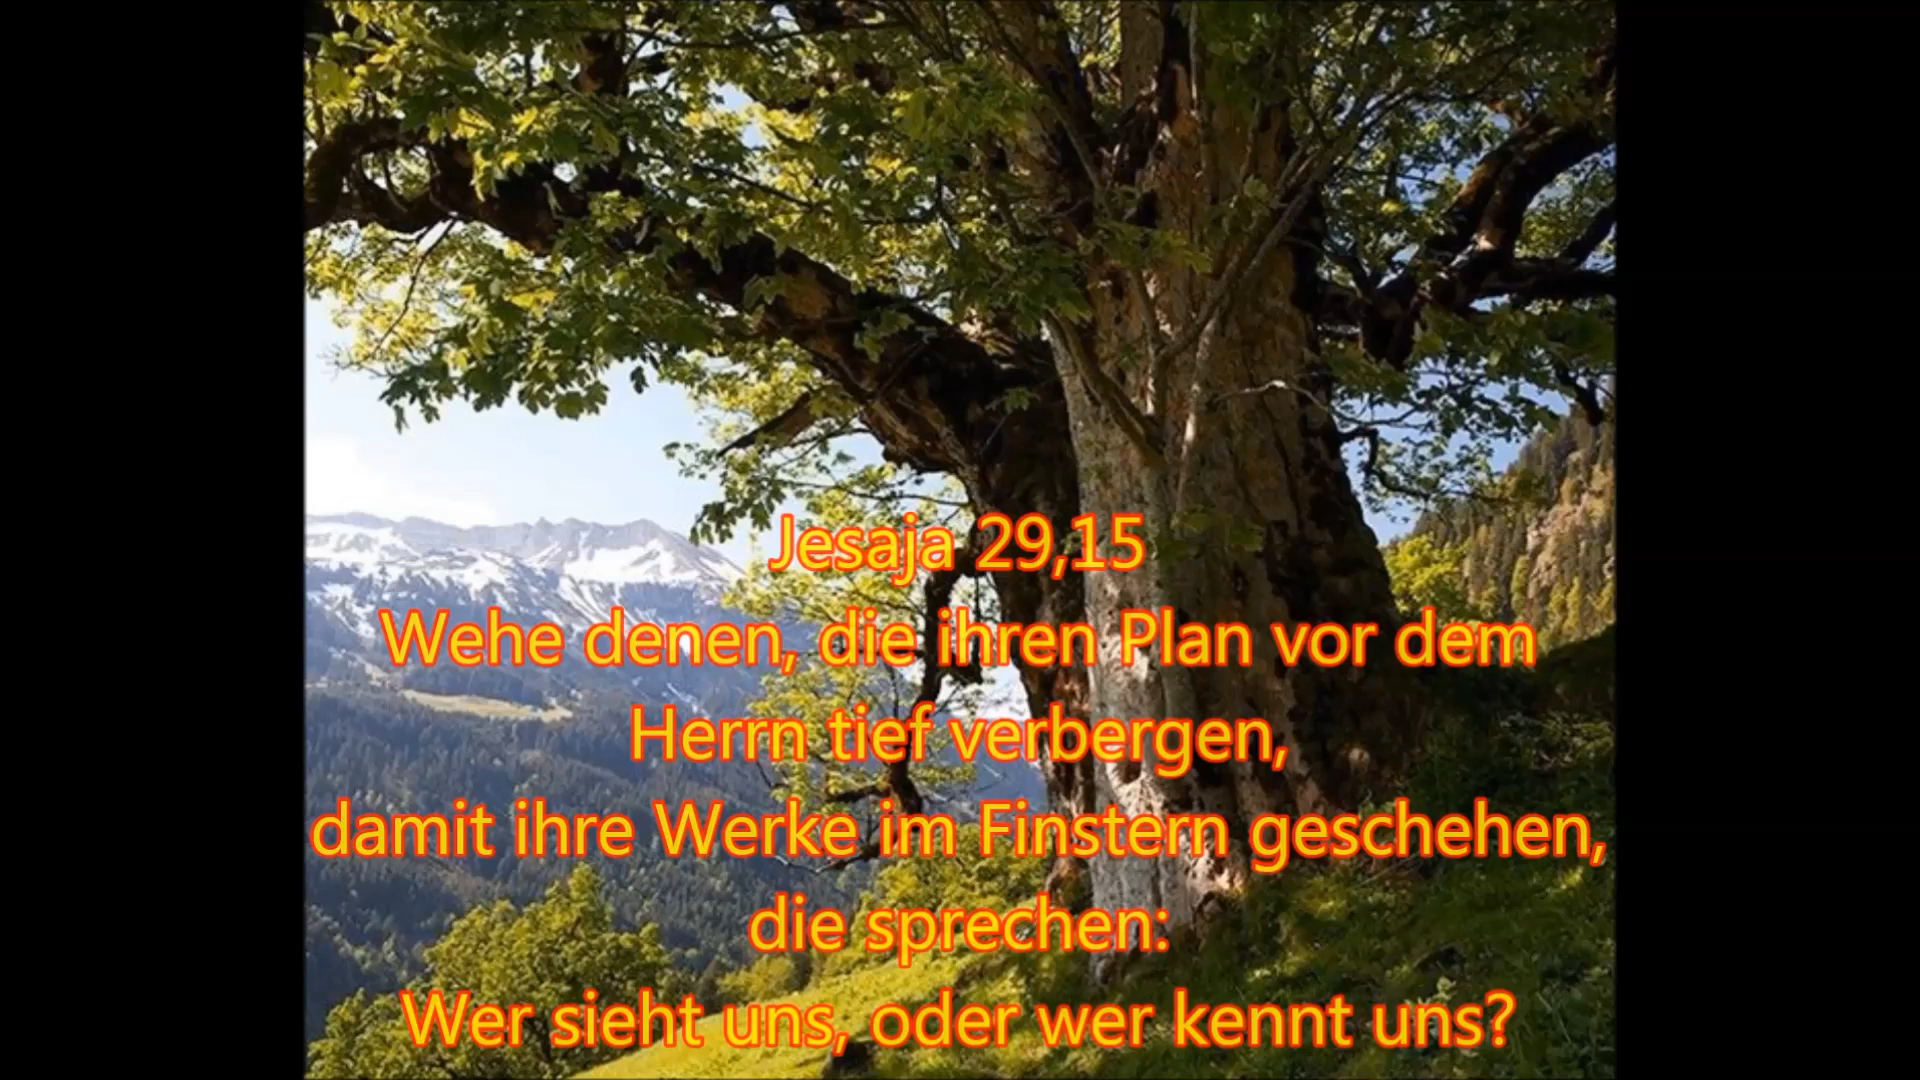 Jesaja 29,15
Wehe denen, die ihren Plan vor dem
Herrn tief verbergen,
damit ihre Werke im Finstern geschehen,
die sprechen:
Wer sieht uns, oder wer kennt uns?